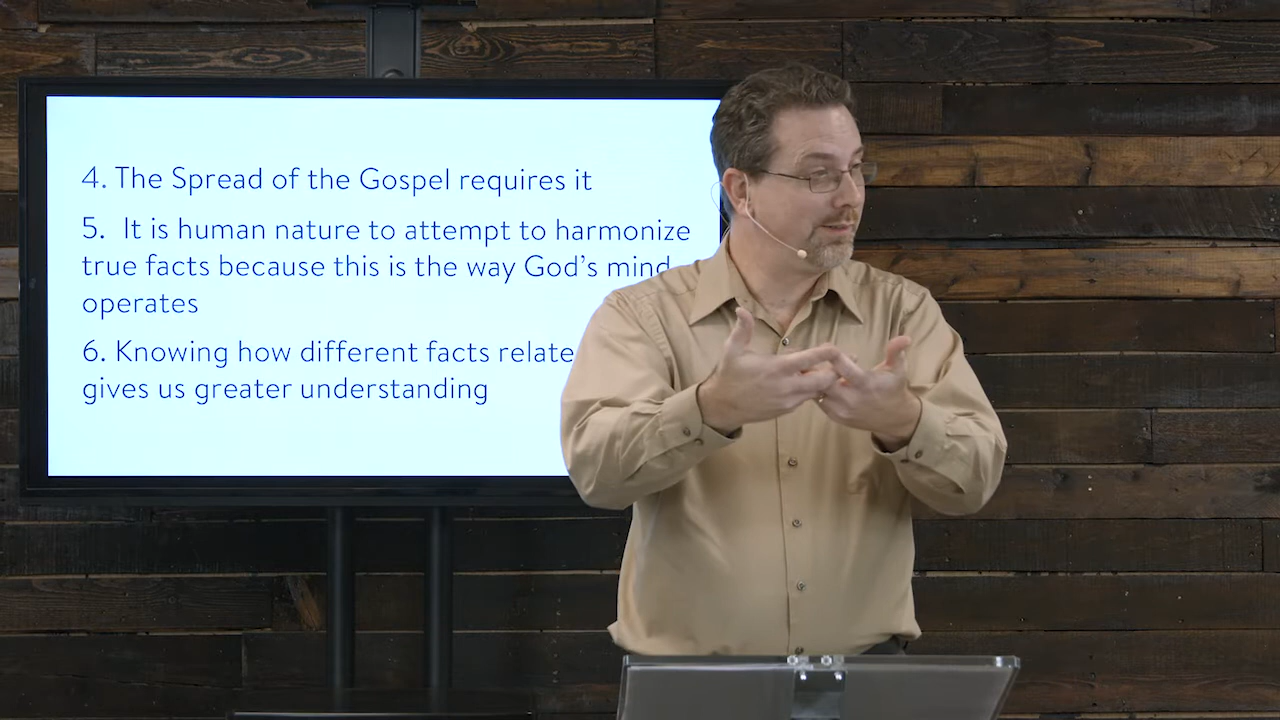 4. The Spread of the Gospel requires it
5. It is human nature to attempt to harmonize
true facts because this is the way God's mind
operates
6. Knowing how different facts relate
gives us greater understanding